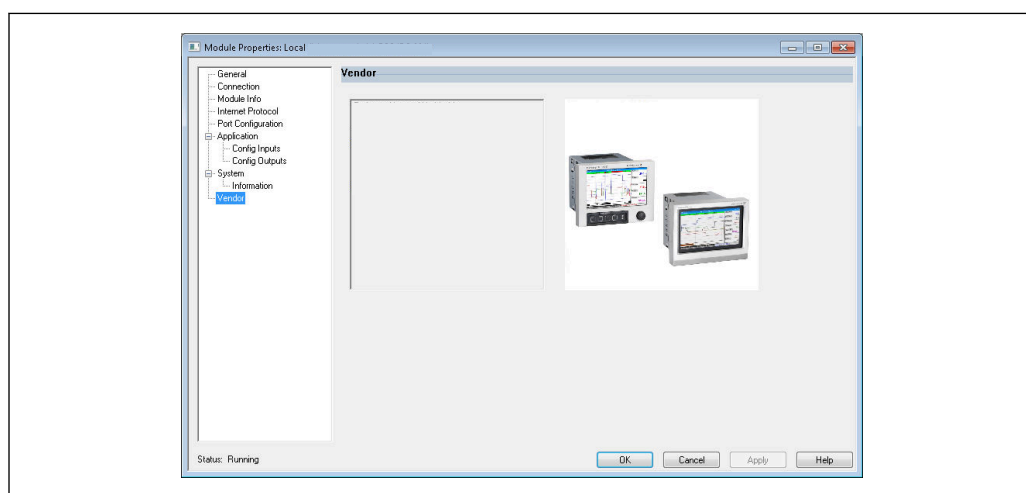 Module Properties: Local
General
Connection
Module Info
Internet Protocol
Port Configuration
Application
Config Inputs
Config Outputs
System
Information
Vendor
Vendor
Status: Running
OK
Cancel
Apply
Help